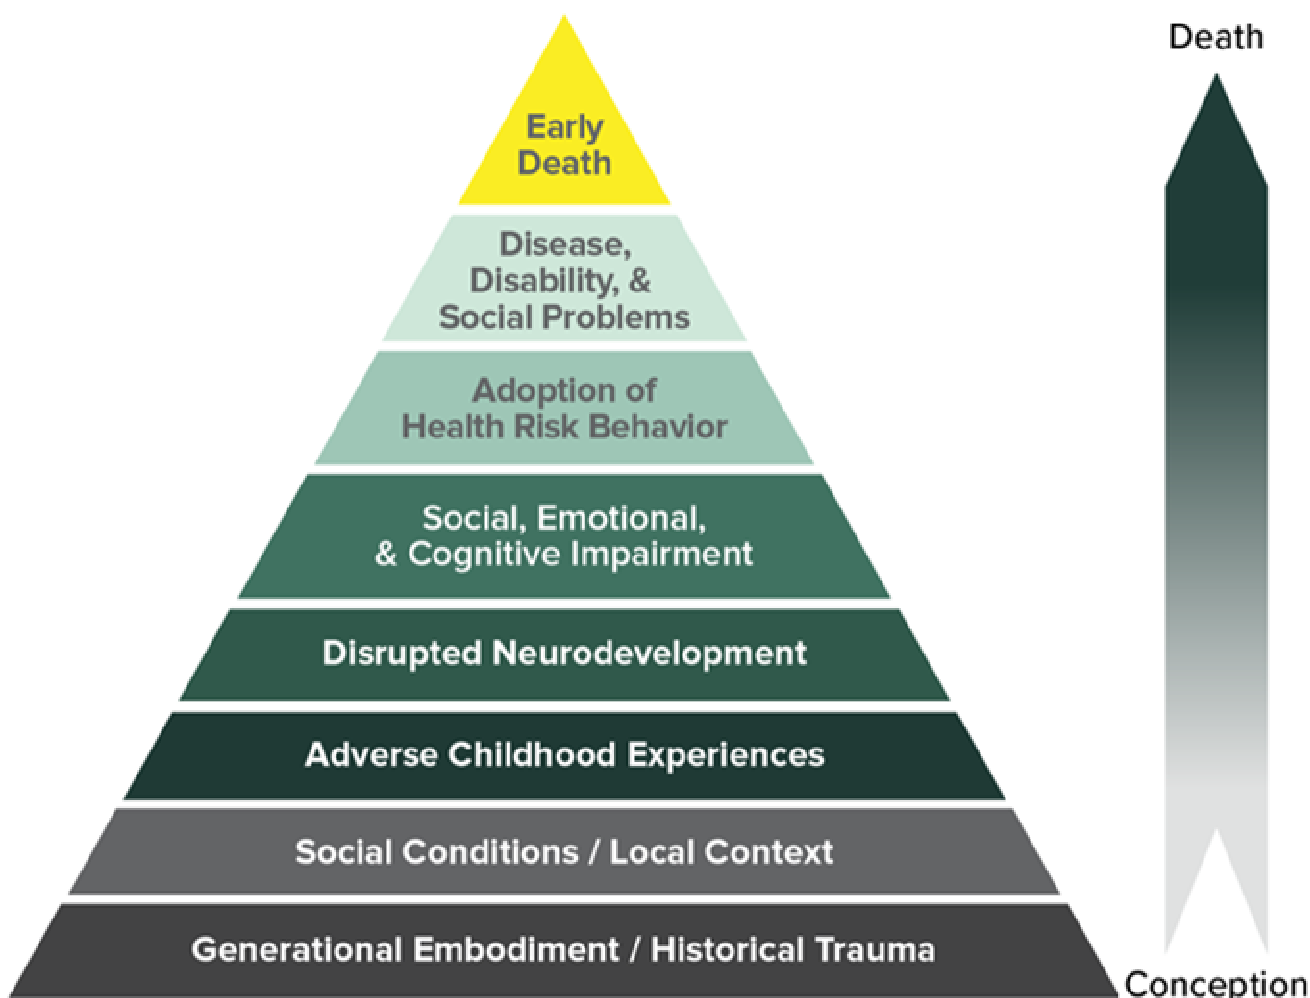 Death
Early
Death
Disease,
Disability, &
Social Problems
Adoption of
Health Risk Behavior
Social, Emotional,
& Cognitive Impairment
Disrupted Neurodevelopment
Adverse Childhood Experiences
Social Conditions / Local Context
Generational Embodiment / Historical Trauma
Conception